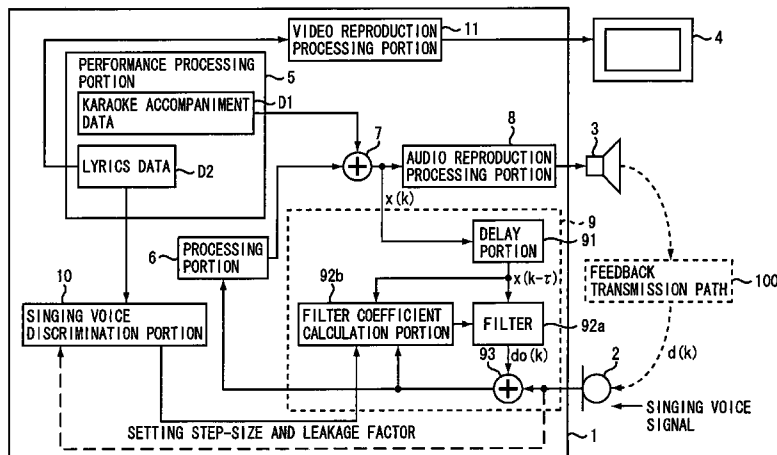 VIDEO REPRODUCTION
PROCESSING PORTION
11
4
PERFORMANCE PROCESSING
PORTION
5
KARAOKE ACCOMPANIMENT
DATA
D1
LYRICS DATA
D2
7
8
AUDIO REPRODUCTION
PROCESSING PORTION
3
x(k)
9
DELAY
PORTION
91
6
PROCESSING
PORTION
10
SINGING VOICE
DISCRIMINATION PORTION
92b
FILTER COEFFICIENT
CALCULATION PORTION
x(k-τ)
FILTER
92a
FEEDBACK
TRANSMISSION PATH
100
do(k)
93
d(k)
2
SINGING VOICE
SIGNAL
SETTING STEP-SIZE AND LEAKAGE FACTOR
1